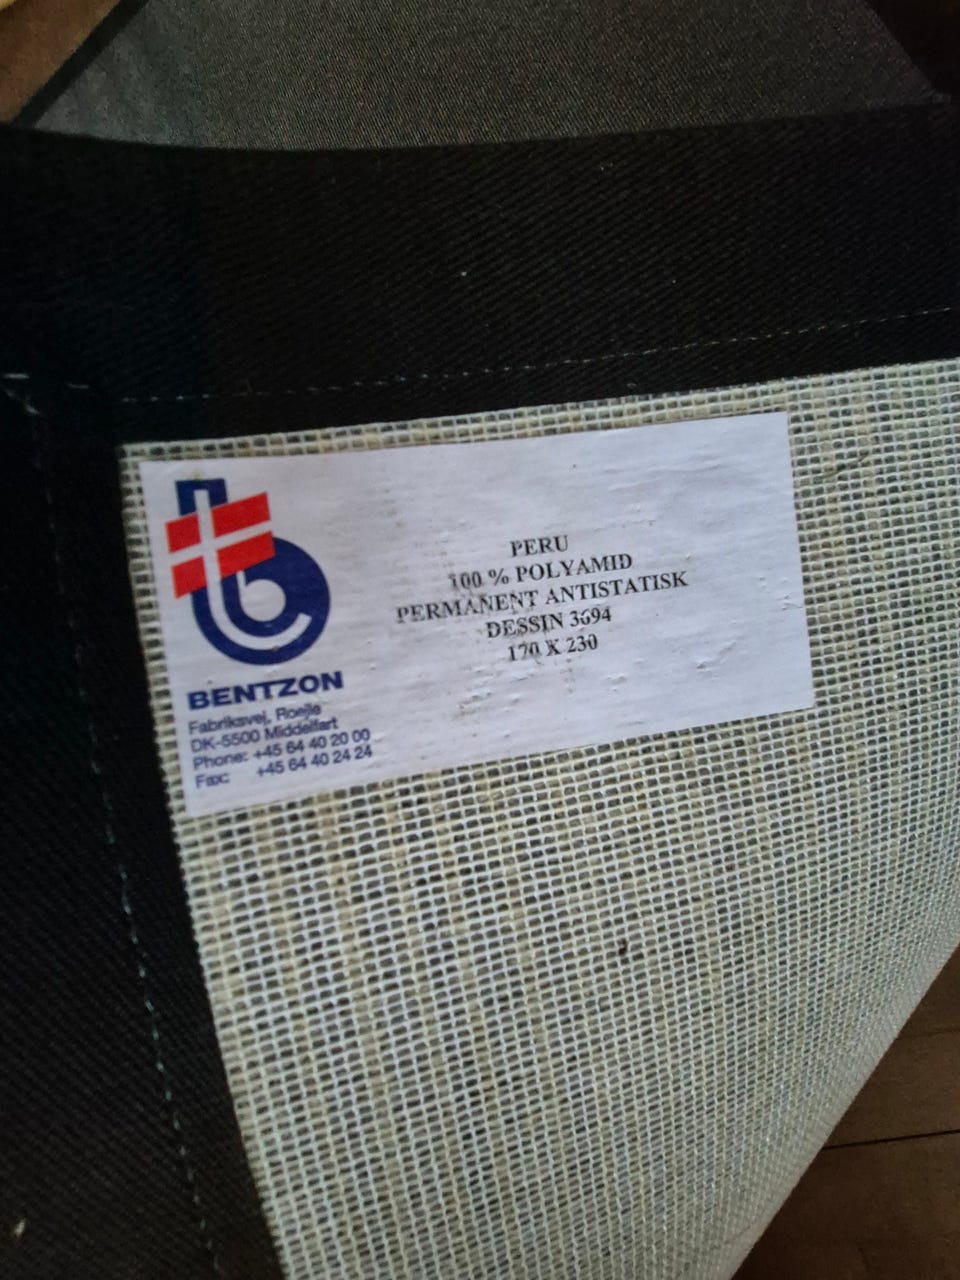 b
BENTZON
Fabriksvej, Roejle
DK-5500 Middelfart
Phone: +45 64 40 20 00
Fax: +45 64 40 24 24
PERU
100 % POLYAMID
PERMANENT ANTISTATISK
DESSIN 3694
170 X 230